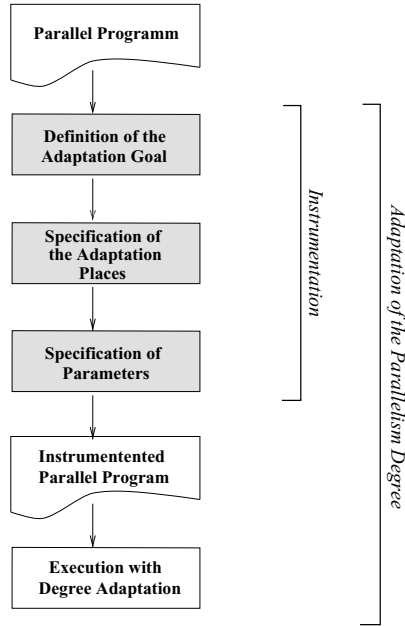 Parallel Programm
Definition of the
Adaptation Goal
Specification of
the Adaptation
Places
Specification of
Parameters
Instrumentented
Parallel Program
Execution with
Degree Adaptation
Instrumentation
Adaptation of the Parallelism Degree